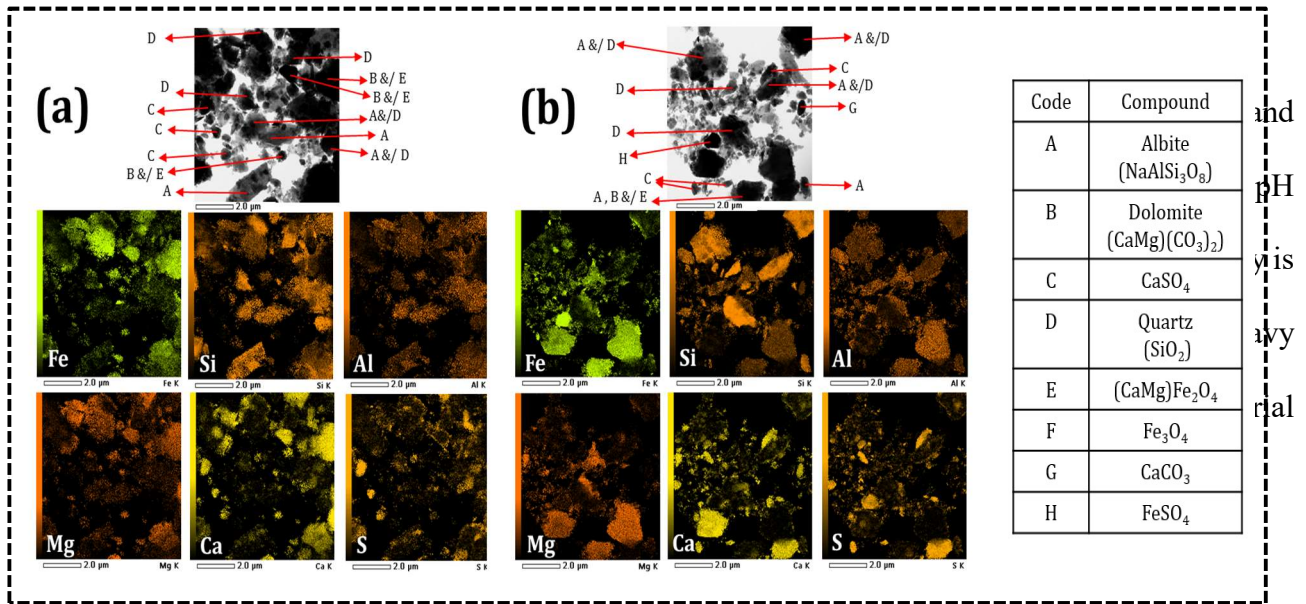 (a)
D
D
B &/ E
B &/ E
D
C
A&/D
C
A
C
A &/ D
B &/ E
A
2.0 µm
Fe
Si
Al
2.0 µm Fe K
2.0 µm Si K
2.0 µm Al K
Mg
Ca
S
2.0 µm Mg K
2.0 µm Ca K
2.0 µm S K
(b)
A &/D
A &/ D
C
D
A &/D
G
D
H
C
A
A , B &/ E
2.0 µm
Fe
Si
Al
2.0 µm Fe K
2.0 µm Si K
2.0 µm Al K
Mg
Ca
S
2.0 µm Mg K
2.0 µm Ca K
2.0 µm S K
Code Compound
A Albite
(NaAlSi₃O₈)
B Dolomite
(CaMg)(CO₃)₂)
C CaSO₄
D Quartz
(SiO₂)
E (CaMg)Fe₂O₄
F Fe₃O₄
G CaCO₃
H FeSO₄
and
pH
is